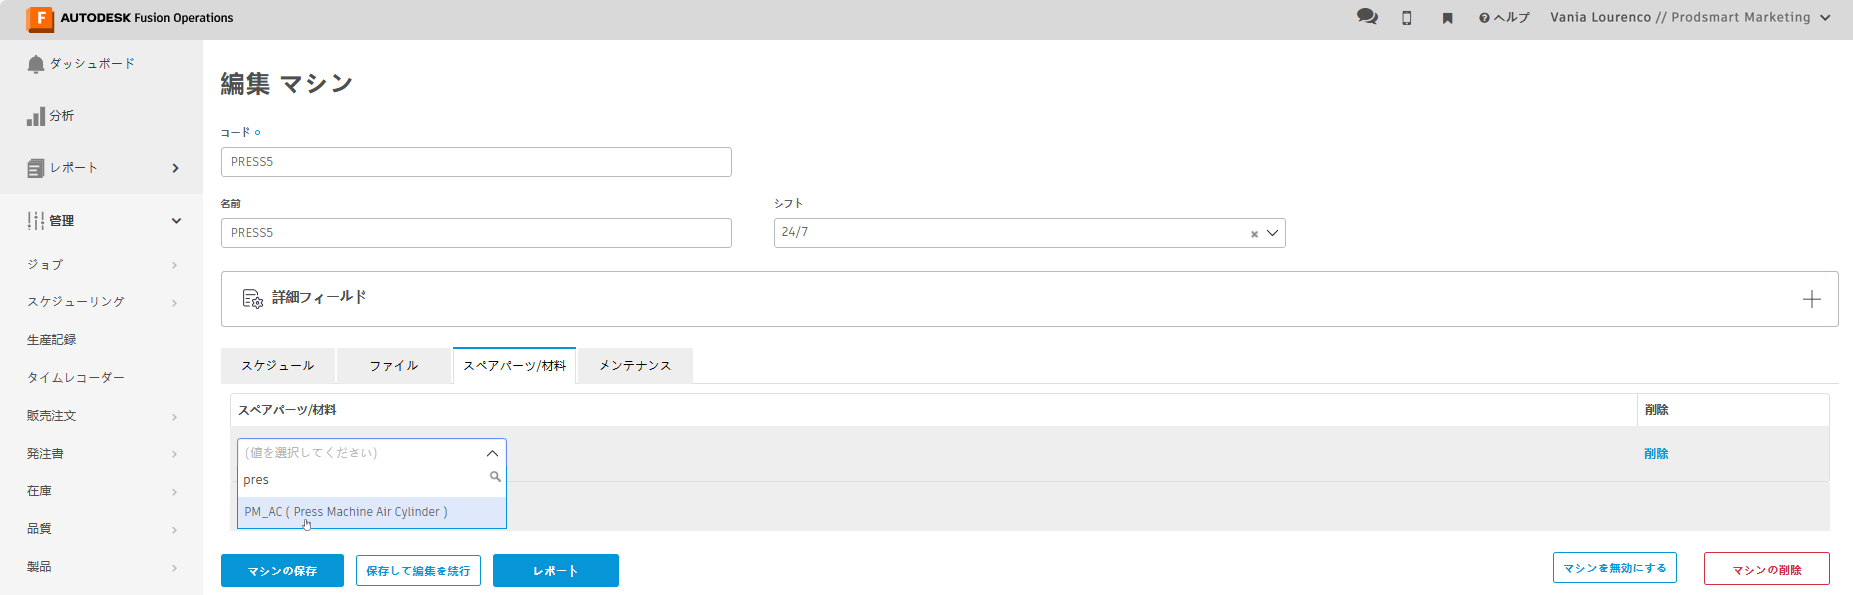 F AUTODESK Fusion Operations
ヘルプ
Vania Lourenco // Prodsmart Marketing
ダッシュボード
分析
レポート
管理
ジョブ
スケジューリング
生産記録
タイムレコーダー
販売注文
発注書
在庫
品質
製品
編集 マシン
コード
PRESS5
名前
シフト
PRESS5
24/7
詳細フィールド
スケジュール
ファイル
スペアパーツ/材料
メンテナンス
スペアパーツ/材料
削除
(値を選択してください)
削除
pres
PM_AC ( Press Machine Air Cylinder )
マシンの保存
保存して編集を続行
レポート
マシンを無効にする
マシンの削除